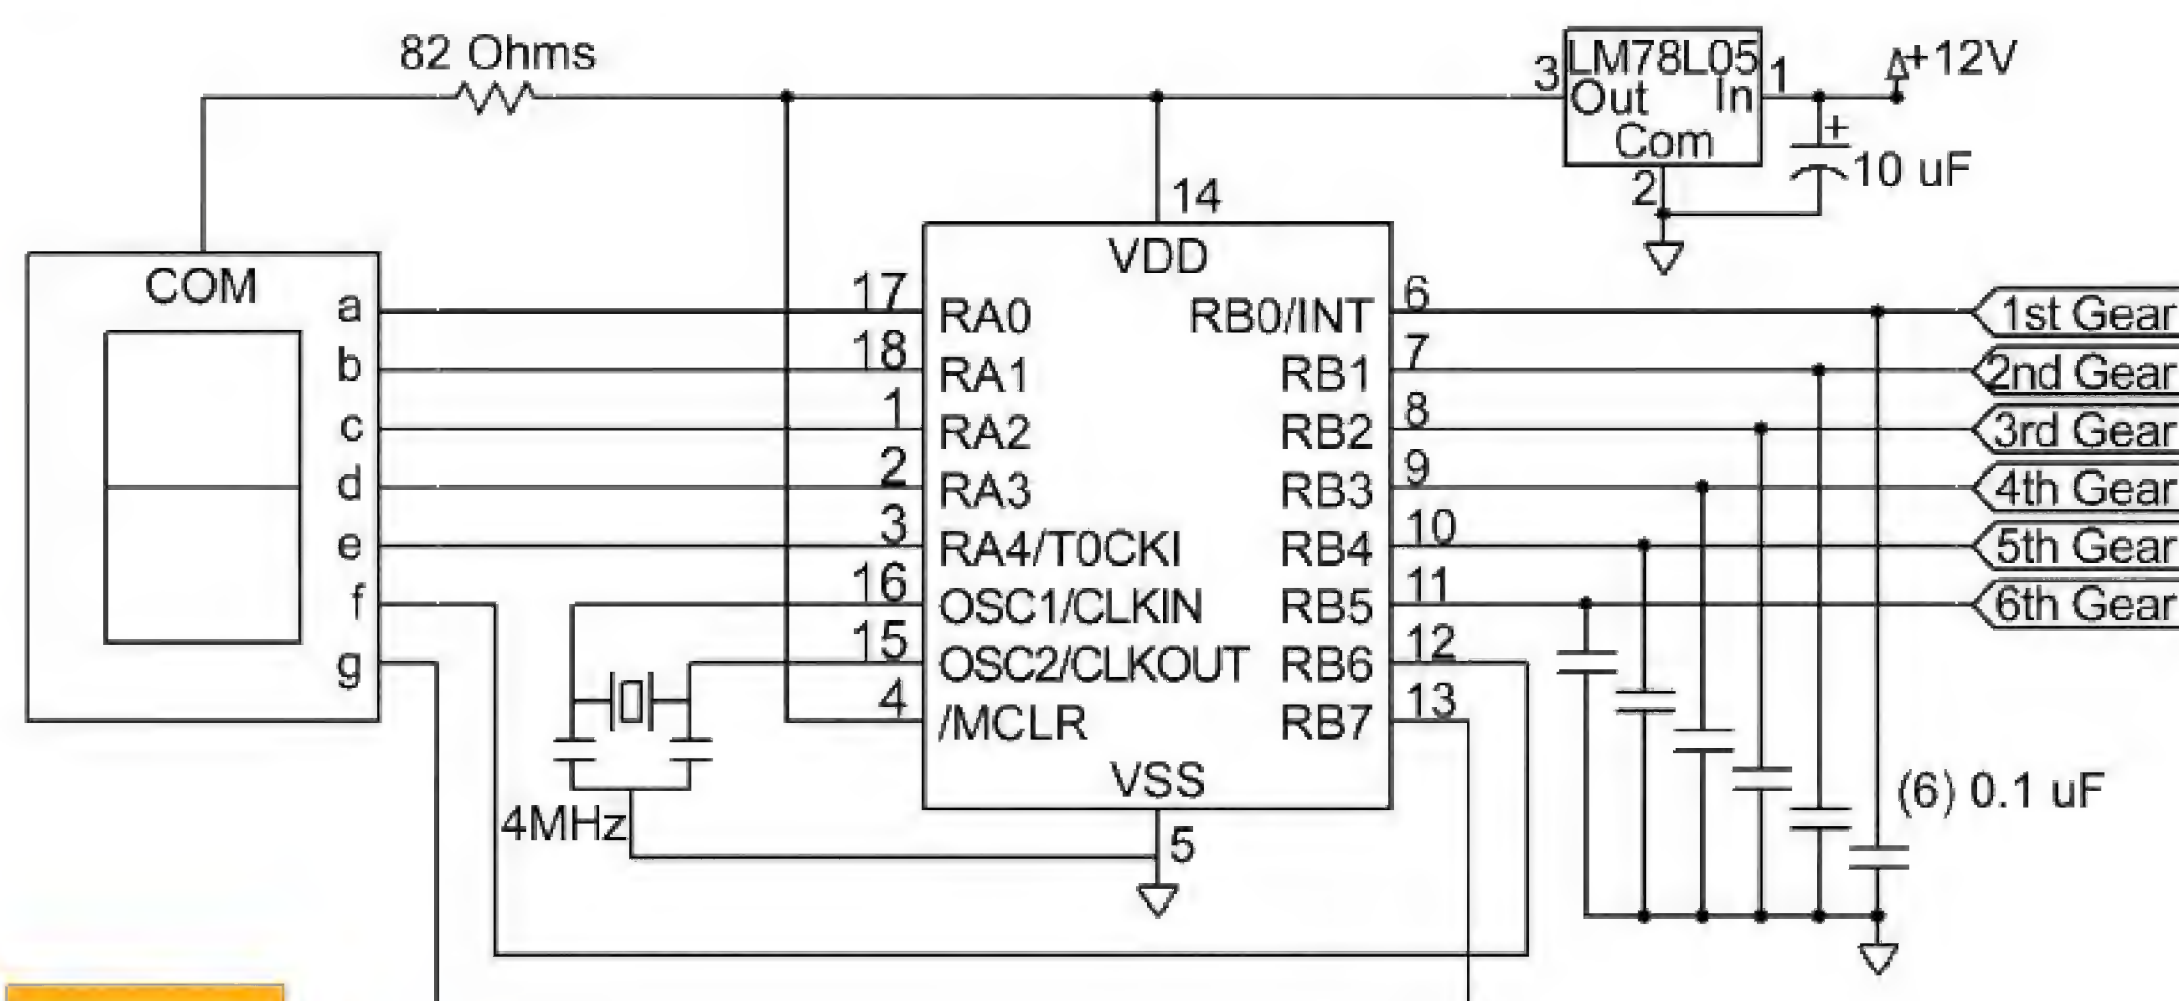 82 Ohms
LM78L05
3
1
+12V
Out
In
Com
+
10 uF
2
14
VDD
COM
a
b
c
d
e
f
g
17
18
1
2
3
16
15
4
RA0
RA1
RA2
RA3
RA4/T0CKI
OSC1/CLKIN
OSC2/CLKOUT
/MCLR
RB0/INT
RB1
RB2
RB3
RB4
RB5
RB6
RB7
6
7
8
9
10
11
12
13
1st Gear
2nd Gear
3rd Gear
4th Gear
5th Gear
6th Gear
VSS
5
4MHz
(6) 0.1 uF